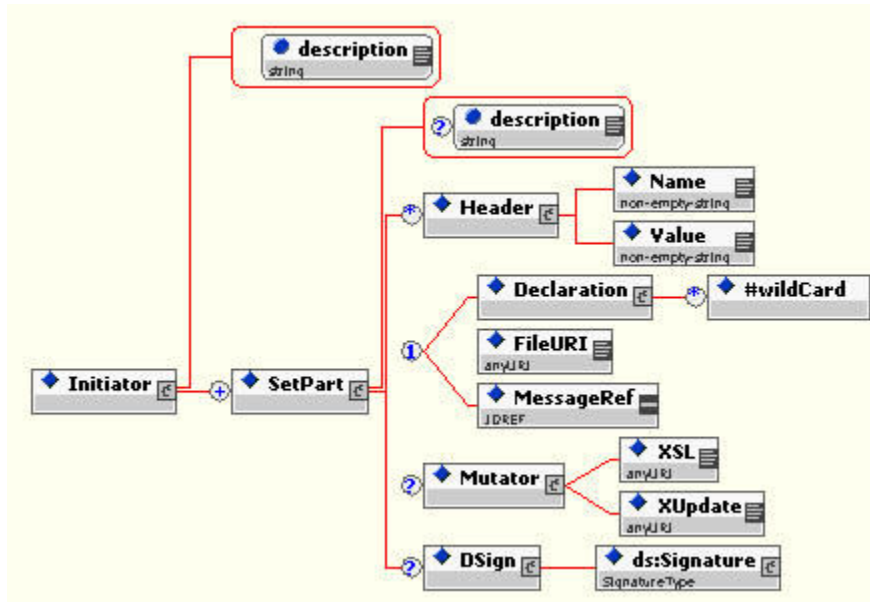 description
string
? description
string
* Header
Name
non-empty-string
Value
non-empty-string
Declaration
* #wildCard
1 FileURI
anyURI
Initiator
+ SetPart
MessageRef
IDREF
? Mutator
XSL
anyURI
XUpdate
anyURI
? DSign
ds:Signature
SignatureType